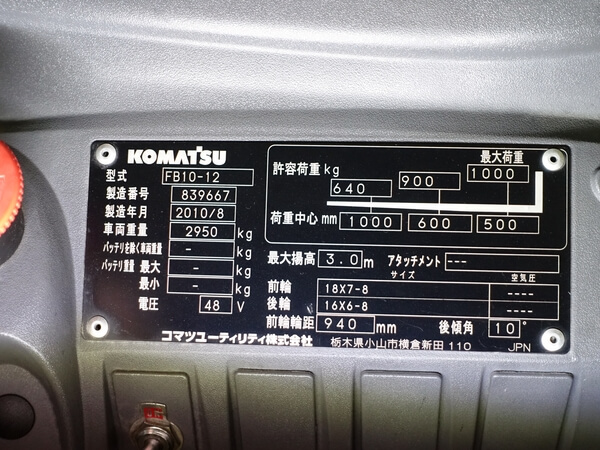 KOMATSU
型式 FB10-12
製造番号 839667
製造年月 2010/8
車両重量 2950 kg
バッテリを除く車両重量 - kg
バッテリ重量 最大 - kg
最小 - kg
電圧 48 V
最大荷重
許容荷重 kg 640 900 1000
荷重中心 mm 1000 600 500
最大揚高 3.0 m アタッチメント ---
サイズ 空気圧
前輪 18X7-8 ----
後輪 16X6-8 ----
前輪輪距 940 mm 後傾角 10°
コマツユーティリティ株式会社 栃木県小山市横倉新田 110 JPN